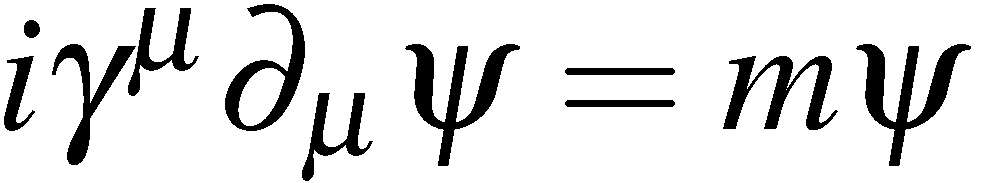 iγ^μ ∂_μ ψ = mψ